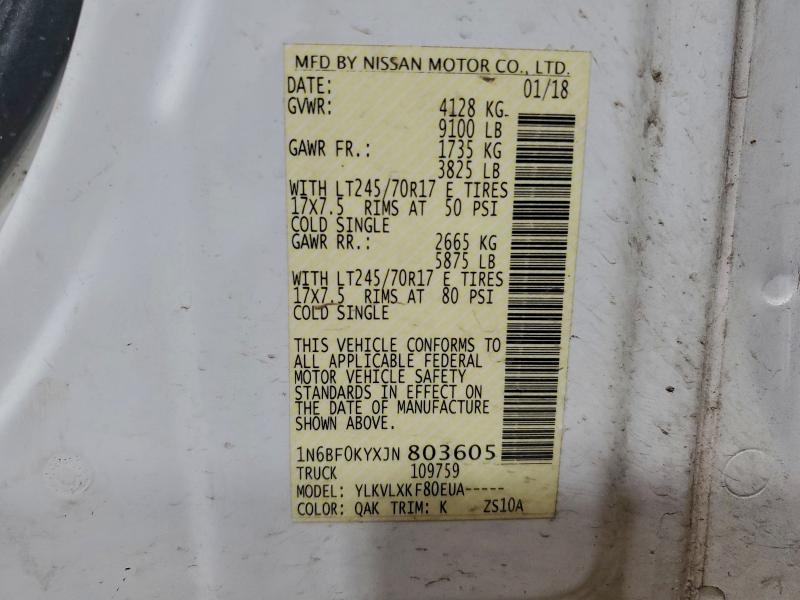 MFD BY NISSAN MOTOR CO., LTD.
DATE: 01/18
GVWR: 4128 KG
9100 LB
GAWR FR.: 1735 KG
3825 LB
WITH LT245/70R17 E TIRES
17X7.5 RIMS AT 50 PSI
COLD SINGLE
GAWR RR.: 2665 KG
5875 LB
WITH LT245/70R17 E TIRES
17X7.5 RIMS AT 80 PSI
COLD SINGLE
THIS VEHICLE CONFORMS TO
ALL APPLICABLE FEDERAL
MOTOR VEHICLE SAFETY
STANDARDS IN EFFECT ON
THE DATE OF MANUFACTURE
SHOWN ABOVE.
1N6BF0KYXJN 803605
TRUCK 109759
MODEL: YLKVLXKF80EUA-----
COLOR: QAK TRIM: K ZS10A